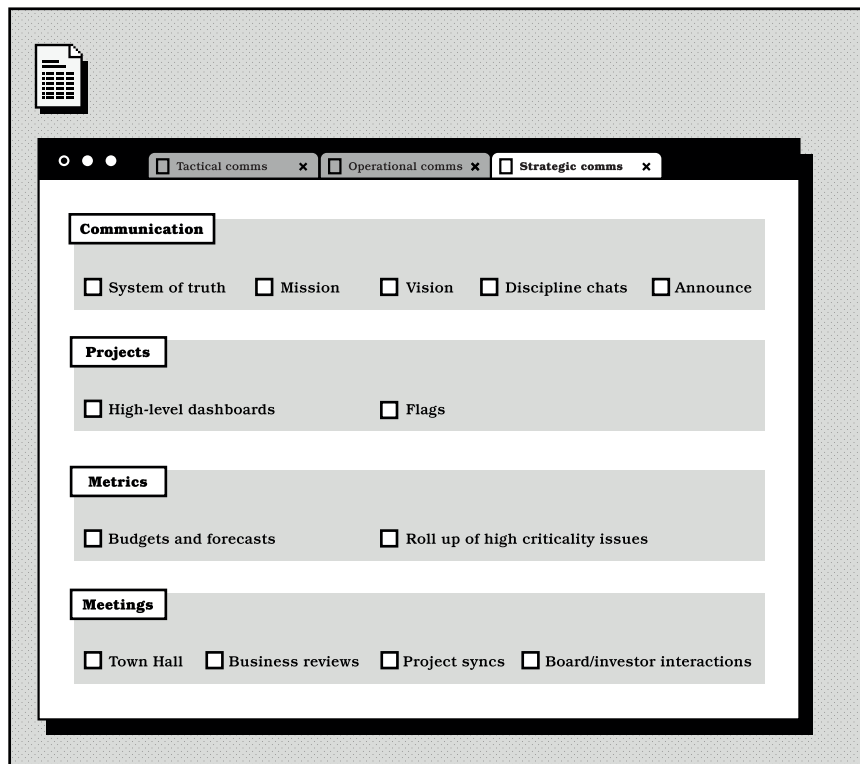 Tactical comms Operational comms Strategic comms
Communication
System of truth Mission Vision Discipline chats Announce
Projects
High-level dashboards Flags
Metrics
Budgets and forecasts Roll up of high criticality issues
Meetings
Town Hall Business reviews Project syncs Board/investor interactions